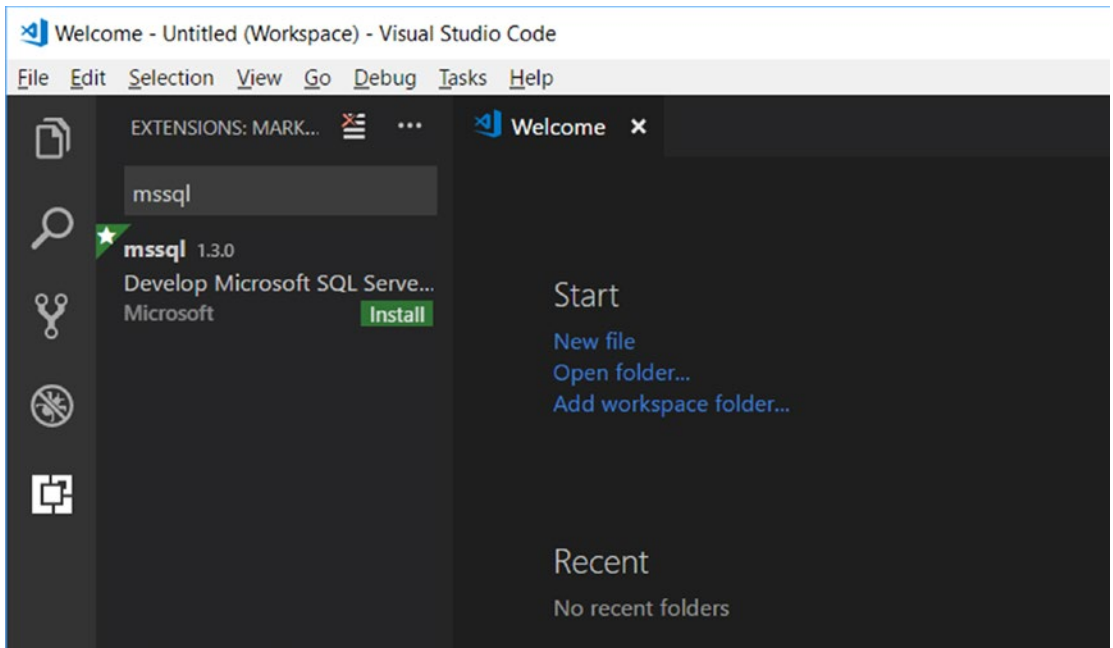 Welcome - Untitled (Workspace) - Visual Studio Code
File Edit Selection View Go Debug Tasks Help
EXTENSIONS: MARK...
Welcome
mssql
mssql 1.3.0
Develop Microsoft SQL Serve...
Microsoft Install
Start
New file
Open folder...
Add workspace folder...
Recent
No recent folders